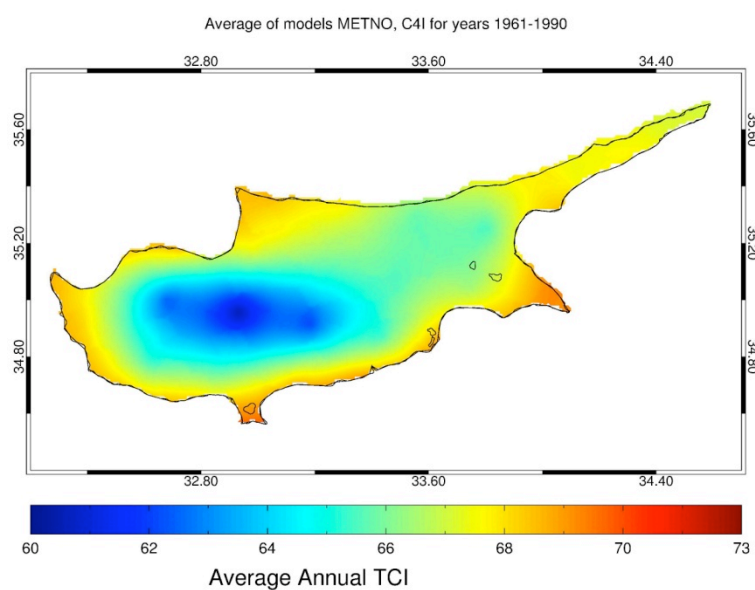 Average of models METNO, C4I for years 1961-1990
32.80 33.60 34.40
35.60 35.60
35.20 35.20
34.80 34.80
32.80 33.60 34.40
60 62 64 66 68 70 73
Average Annual TCI